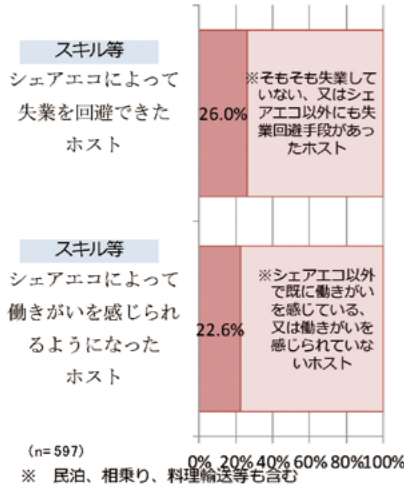 スキル等
シェアエコによって
失業を回避できた
ホスト
26.0%
※そもそも失業して
いない、又はシェ
アエコ以外にも失
業回避手段があっ
たホスト
スキル等
シェアエコによって
働きがいを感じられ
るようになった
ホスト
22.6%
※シェアエコ以外
で既に働きがい
を感じている、
又は働きがいを
感じられていな
いホスト
(n=597)
0% 20% 40% 60% 80%100%
※ 民泊、相乗り、料理輸送等も含む